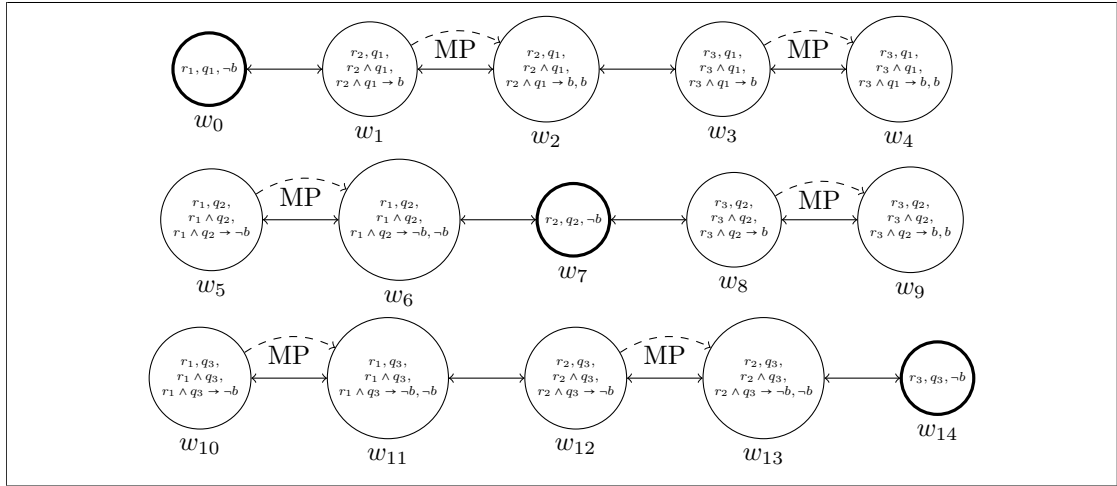 r₁, q₁, ¬b
r₂, q₁,
r₂ ∧ q₁,
r₂ ∧ q₁ → b
MP
r₂, q₁,
r₂ ∧ q₁,
r₂ ∧ q₁ → b, b
r₃, q₁,
r₃ ∧ q₁,
r₃ ∧ q₁ → b
MP
r₃, q₁,
r₃ ∧ q₁,
r₃ ∧ q₁ → b, b
w₀
w₁
w₂
w₃
w₄
r₁, q₂,
r₁ ∧ q₂,
r₁ ∧ q₂ → ¬b
MP
r₁, q₂,
r₁ ∧ q₂,
r₁ ∧ q₂ → ¬b, ¬b
r₂, q₂, ¬b
r₃, q₂,
r₃ ∧ q₂,
r₃ ∧ q₂ → b
MP
r₃, q₂,
r₃ ∧ q₂,
r₃ ∧ q₂ → b, b
w₅
w₆
w₇
w₈
w₉
r₁, q₃,
r₁ ∧ q₃,
r₁ ∧ q₃ → ¬b
MP
r₁, q₃,
r₁ ∧ q₃,
r₁ ∧ q₃ → ¬b, ¬b
r₂, q₃,
r₂ ∧ q₃,
r₂ ∧ q₃ → ¬b
MP
r₂, q₃,
r₂ ∧ q₃,
r₂ ∧ q₃ → ¬b, ¬b
r₃, q₃, ¬b
w₁₀
w₁₁
w₁₂
w₁₃
w₁₄